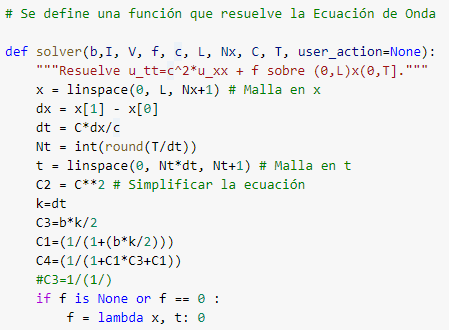 # Se define una función que resuelve la Ecuación de Onda
def solver(b,I, V, f, c, L, Nx, C, T, user_action=None):
"""Resuelve u_tt=c^2*u_xx + f sobre (0,L)x(0,T]."""
x = linspace(0, L, Nx+1) # Malla en x
dx = x[1] - x[0]
dt = C*dx/c
Nt = int(round(T/dt))
t = linspace(0, Nt*dt, Nt+1) # Malla en t
C2 = C**2 # Simplificar la ecuación
k=dt
C3=b*k/2
C1=(1/(1+(b*k/2)))
C4=(1/(1+C1*C3+C1))
#C3=1/(1/)
if f is None or f == 0 :
f = lambda x, t: 0